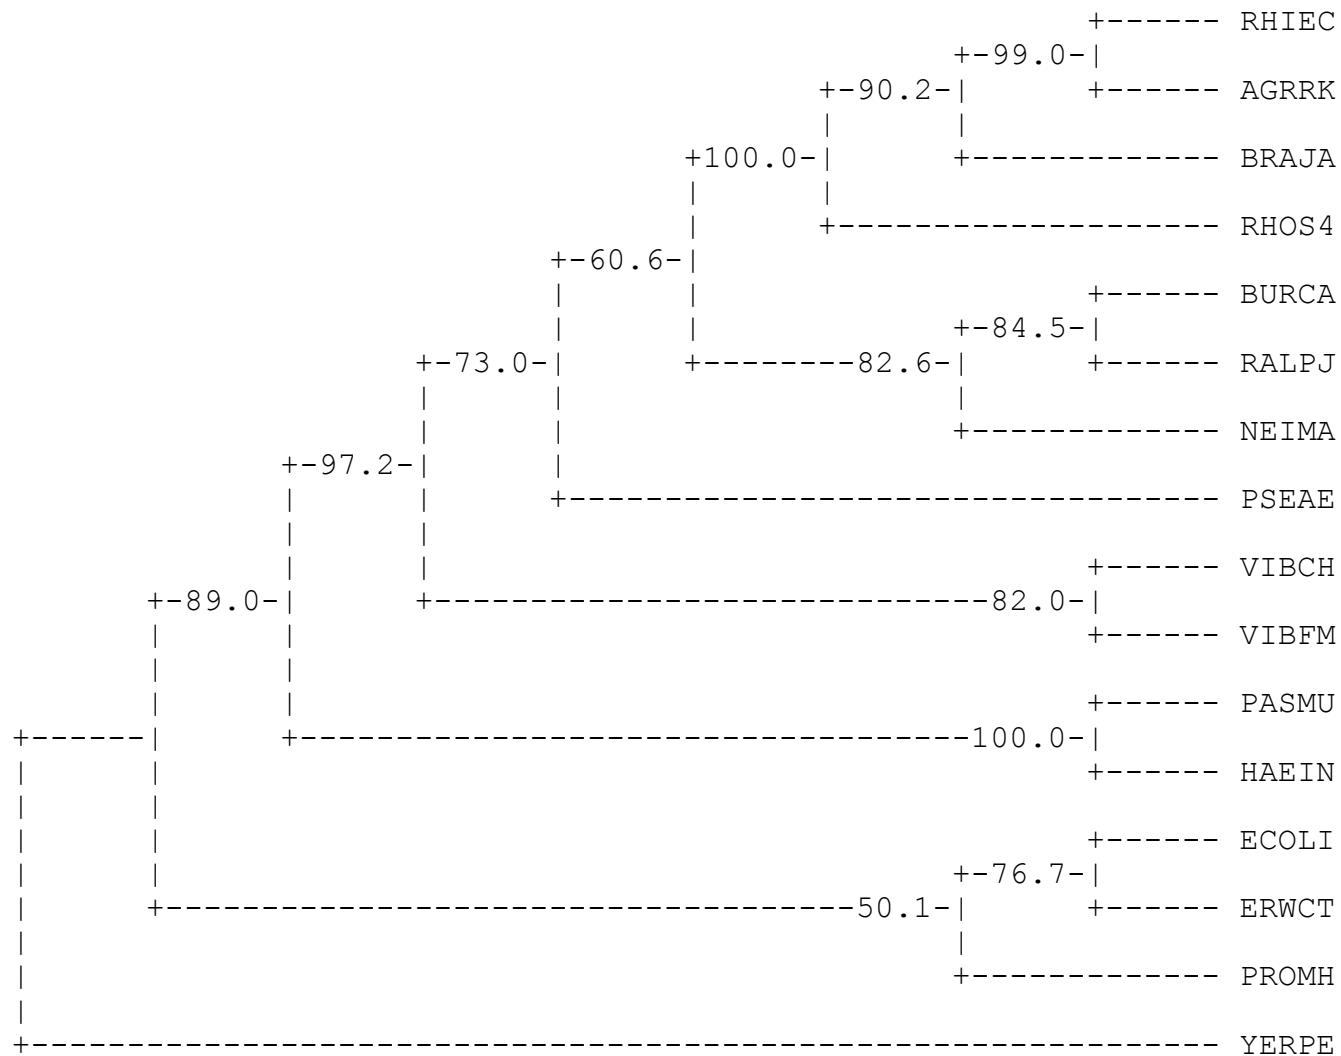 +------ RHIEC
+-99.0-|
+-90.2-| +------ AGRRK
| |
+100.0-| +------------- BRAJA
| |
| +-------------------- RHOS4
+-60.6-|
| | +------ BURCA
| | +-84.5-|
+-73.0-| +--------82.6-| +------ RALPJ
| | |
| | +------------- NEIMA
+-97.2-| |
| | +---------------------------------- PSEAE
| |
| | +------ VIBCH
+-89.0-| +-----------------------------82.0-|
| | +------ VIBFM
| |
| | +------ PASMU
+------| +-----------------------------------100.0-|
| | +------ HAEIN
| |
| | +------ ECOLI
| | +-76.7-|
| +------------------------------------50.1-| +------ ERWCT
| |
| +------------- PROMH
|
+-------------------------------------------------------------- YERPE